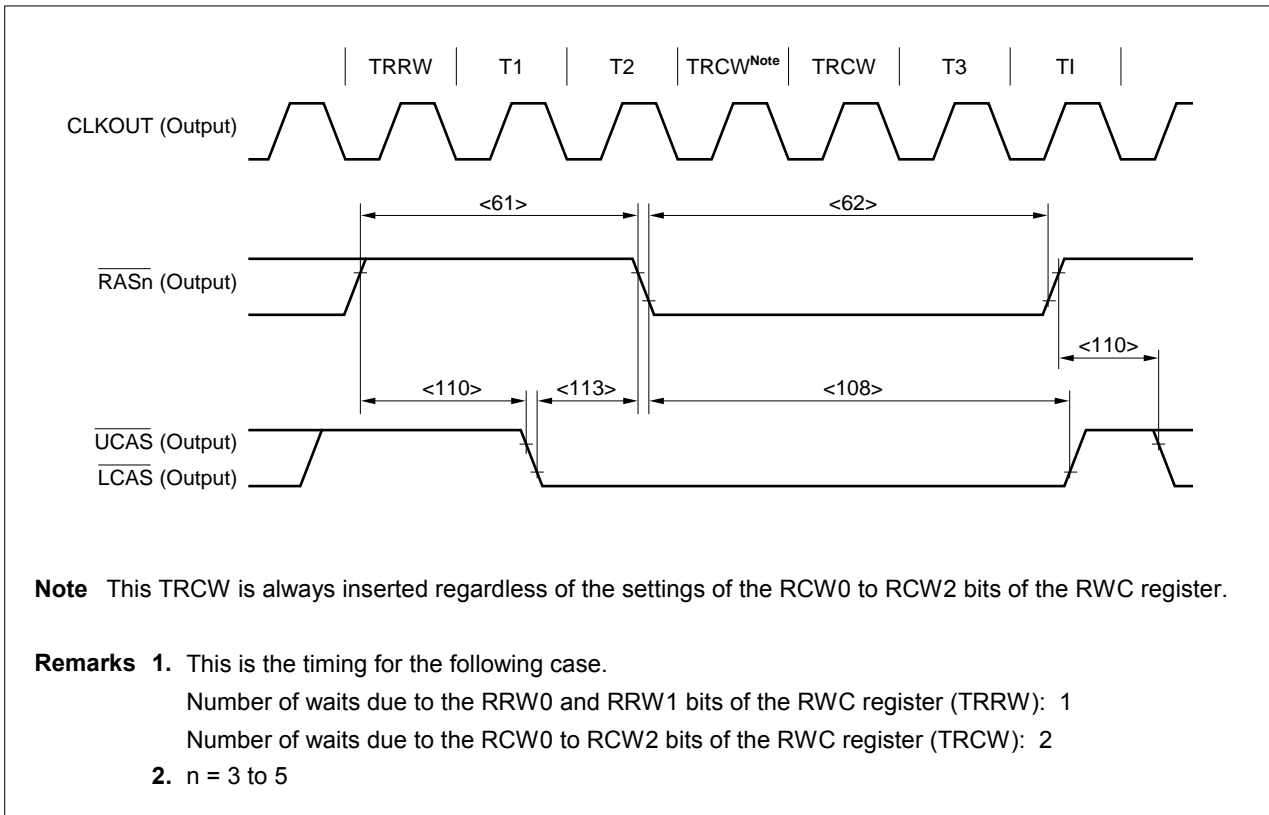 TRRW T1 T2 TRCWNote TRCW T3 TI
CLKOUT (Output)
<61> <62>
RASn (Output)
<110>
<110> <113> <108>
UCAS (Output)
LCAS (Output)
Note This TRCW is always inserted regardless of the settings of the RCW0 to RCW2 bits of the RWC register.
Remarks 1. This is the timing for the following case.
Number of waits due to the RRW0 and RRW1 bits of the RWC register (TRRW): 1
Number of waits due to the RCW0 to RCW2 bits of the RWC register (TRCW): 2
2. n = 3 to 5